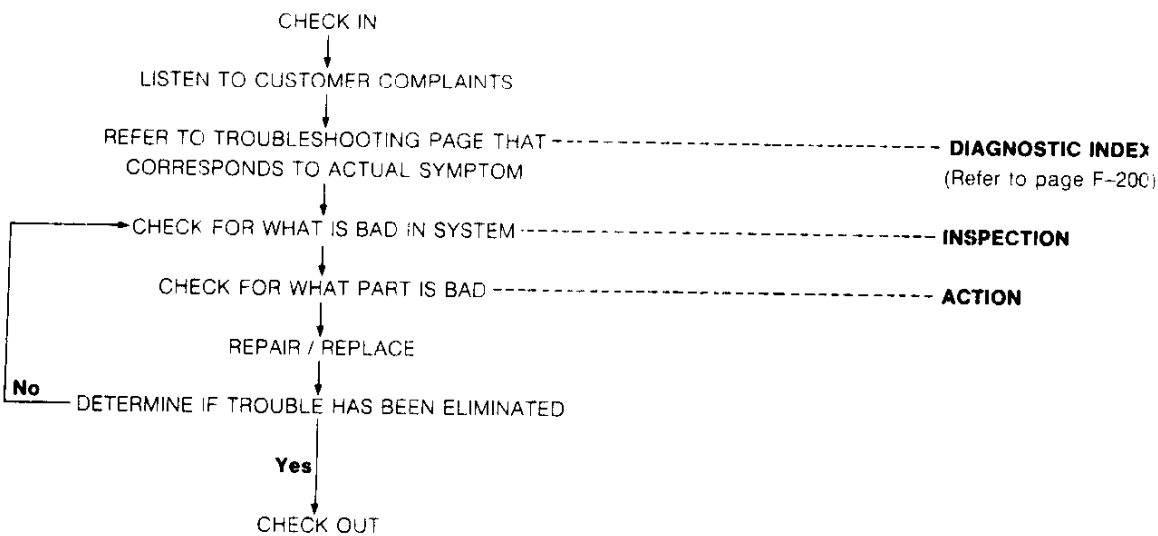 CHECK IN
LISTEN TO CUSTOMER COMPLAINTS
REFER TO TROUBLESHOOTING PAGE THAT
CORRESPONDS TO ACTUAL SYMPTOM
DIAGNOSTIC INDEX
(Refer to page F-200)
CHECK FOR WHAT IS BAD IN SYSTEM
INSPECTION
CHECK FOR WHAT PART IS BAD
ACTION
REPAIR / REPLACE
No
DETERMINE IF TROUBLE HAS BEEN ELIMINATED
Yes
CHECK OUT